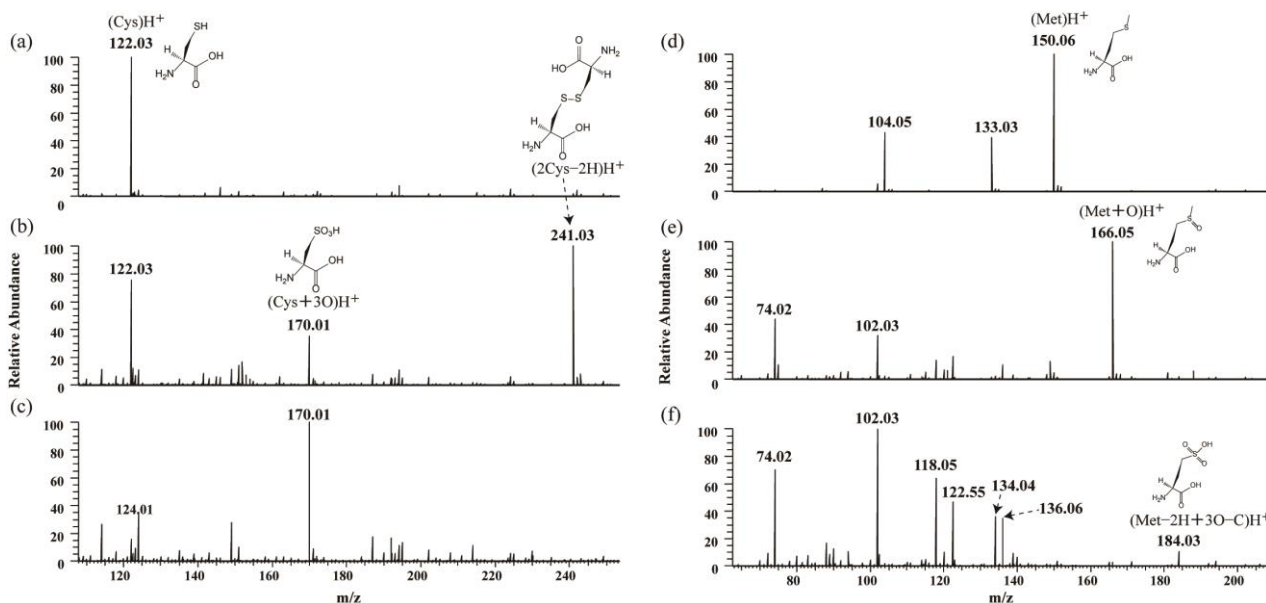 (a)
(Cys)H+
122.03
SH
H
OH
H₂N
O
O
NH₂
HO
H
S–S
H
OH
H₂N
O
(2Cys−2H)H+
100
80
60
40
20
0
(b)
SO₃H
H
OH
H₂N
O
(Cys+3O)H+
122.03
170.01
241.03
100
80
60
40
20
0
Relative Abundance
(c)
170.01
124.01
100
80
60
40
20
0
120
140
160
180
200
220
240
m/z
(d)
(Met)H+
150.06
S
H
OH
H₂N
O
104.05
133.03
100
80
60
40
20
0
(e)
(Met+O)H+
166.05
S
O
H
OH
H₂N
O
74.02
102.03
100
80
60
40
20
0
Relative Abundance
(f)
102.03
74.02
118.05
122.55
134.04
136.06
O
OH
S
O
H
OH
H₂N
O
(Met−2H+3O−C)H+
184.03
100
80
60
40
20
0
80
100
120
140
160
180
200
m/z